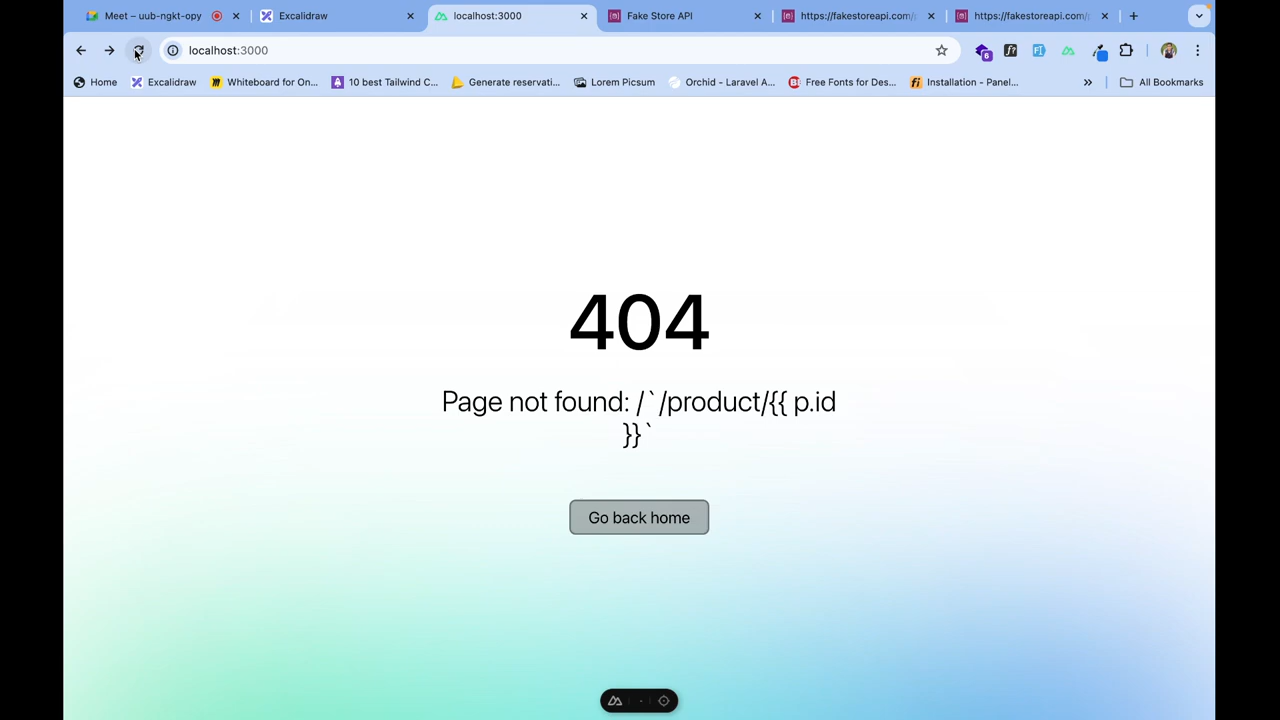 Meet – uub-ngkt-opy
Excalidraw
localhost:3000
Fake Store API
https://fakestoreapi.com/
https://fakestoreapi.com/
localhost:3000
Home
Excalidraw
Whiteboard for On...
10 best Tailwind C...
Generate reservati...
Lorem Picsum
Orchid - Laravel A...
Free Fonts for Des...
Installation - Panel...
»
All Bookmarks
404
Page not found: /`/product/{{ p.id
}}`
Go back home